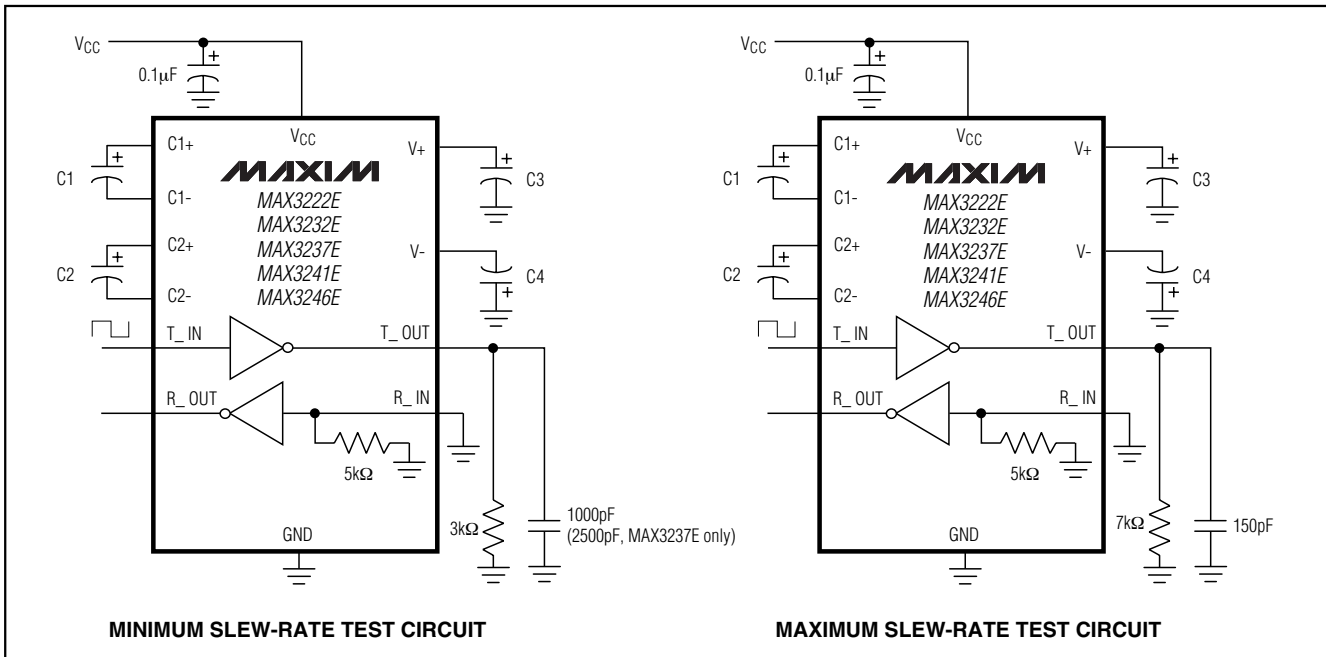 VCC
0.1µF
VCC
C1+
V+
C1
C3
MAXIM
C1-
MAX3222E
MAX3232E
C2+
MAX3237E
V-
C2
MAX3241E
C4
C2-
MAX3246E
T_ IN
T_ OUT
R_ OUT
R_ IN
5kΩ
3kΩ
1000pF
(2500pF, MAX3237E only)
GND
MINIMUM SLEW-RATE TEST CIRCUIT
VCC
0.1µF
VCC
C1+
V+
C1
C3
MAXIM
C1-
MAX3222E
MAX3232E
C2+
MAX3237E
V-
C2
MAX3241E
C4
C2-
MAX3246E
T_ IN
T_ OUT
R_ OUT
R_ IN
5kΩ
7kΩ
150pF
GND
MAXIMUM SLEW-RATE TEST CIRCUIT